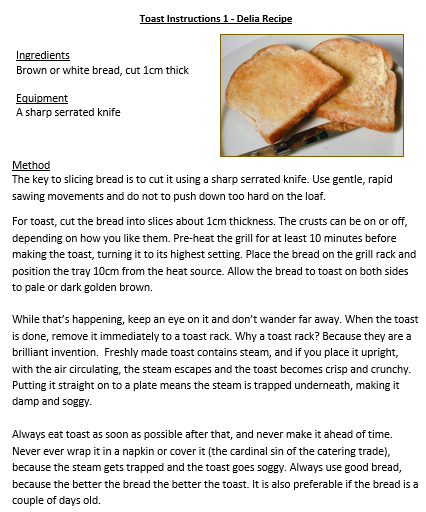 Toast Instructions 1 - Delia Recipe
Ingredients
Brown or white bread, cut 1cm thick
Equipment
A sharp serrated knife
Method
The key to slicing bread is to cut it using a sharp serrated knife. Use gentle, rapid
sawing movements and do not to push down too hard on the loaf.
For toast, cut the bread into slices about 1cm thickness. The crusts can be on or off,
depending on how you like them. Pre-heat the grill for at least 10 minutes before
making the toast, turning it to its highest setting. Place the bread on the grill rack and
position the tray 10cm from the heat source. Allow the bread to toast on both sides
to pale or dark golden brown.
While that's happening, keep an eye on it and don't wander far away. When the toast
is done, remove it immediately to a toast rack. Why a toast rack? Because they are a
brilliant invention.  Freshly made toast contains steam, and if you place it upright,
with the air circulating, the steam escapes and the toast becomes crisp and crunchy.
Putting it straight on to a plate means the steam is trapped underneath, making it
damp and soggy.
Always eat toast as soon as possible after that, and never make it ahead of time.
Never ever wrap it in a napkin or cover it (the cardinal sin of the catering trade),
because the steam gets trapped and the toast goes soggy. Always use good bread,
because the better the bread the better the toast. It is also preferable if the bread is a
couple of days old.